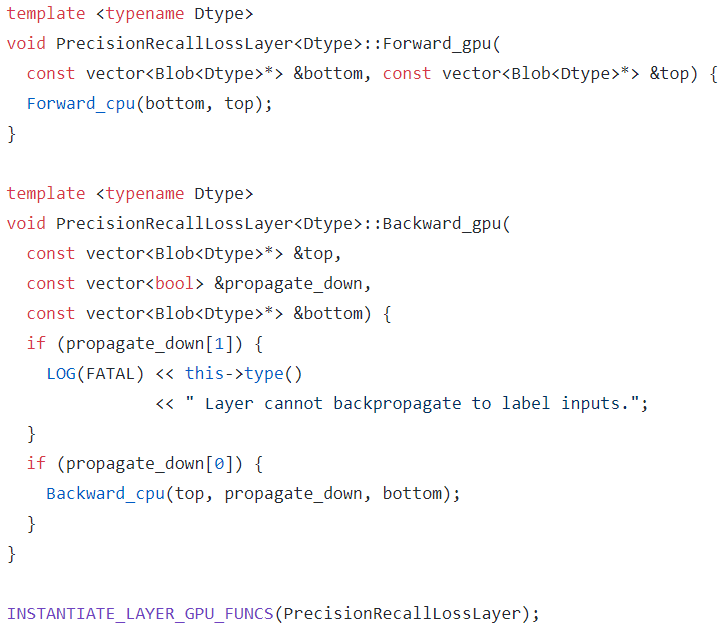 template <typename Dtype>
void PrecisionRecallLossLayer<Dtype>::Forward_gpu(
  const vector<Blob<Dtype>*> &bottom, const vector<Blob<Dtype>*> &top) {
  Forward_cpu(bottom, top);
}

template <typename Dtype>
void PrecisionRecallLossLayer<Dtype>::Backward_gpu(
  const vector<Blob<Dtype>*> &top,
  const vector<bool> &propagate_down,
  const vector<Blob<Dtype>*> &bottom) {
  if (propagate_down[1]) {
    LOG(FATAL) << this->type()
               << " Layer cannot backpropagate to label inputs.";
  }
  if (propagate_down[0]) {
    Backward_cpu(top, propagate_down, bottom);
  }
}

INSTANTIATE_LAYER_GPU_FUNCS(PrecisionRecallLossLayer);